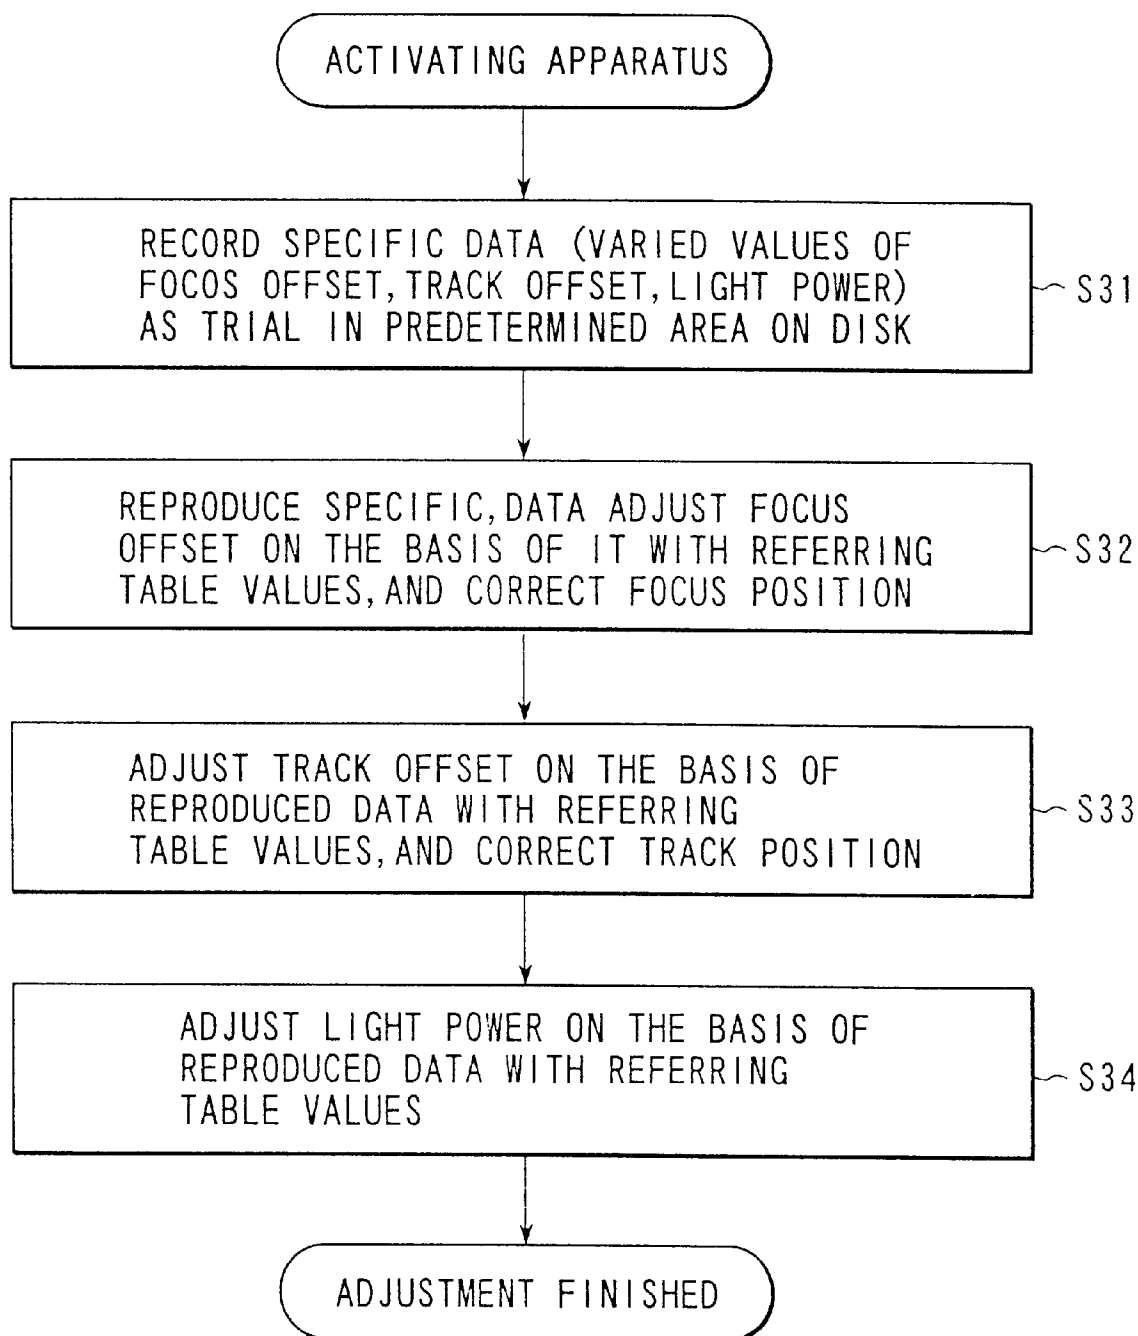 ACTIVATING APPARATUS
RECORD SPECIFIC DATA (VARIED VALUES OF
FOCOS OFFSET, TRACK OFFSET, LIGHT POWER)
AS TRIAL IN PREDETERMINED AREA ON DISK
S31
REPRODUCE SPECIFIC, DATA ADJUST FOCUS
OFFSET ON THE BASIS OF IT WITH REFERRING
TABLE VALUES, AND CORRECT FOCUS POSITION
S32
ADJUST TRACK OFFSET ON THE BASIS OF
REPRODUCED DATA WITH REFERRING
TABLE VALUES, AND CORRECT TRACK POSITION
S33
ADJUST LIGHT POWER ON THE BASIS OF
REPRODUCED DATA WITH REFERRING
TABLE VALUES
S34
ADJUSTMENT FINISHED